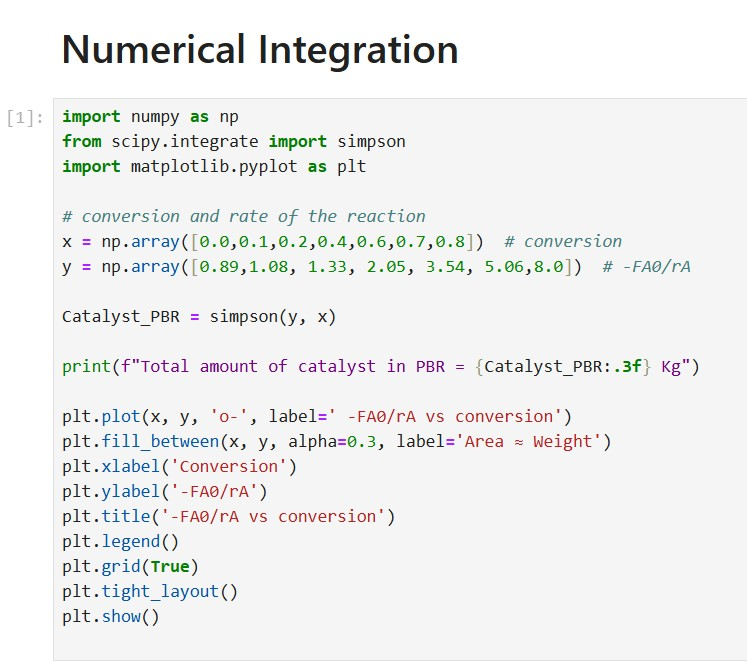 Numerical Integration
[1]:
import numpy as np
from scipy.integrate import simpson
import matplotlib.pyplot as plt
# conversion and rate of the reaction
x = np.array([0.0,0.1,0.2,0.4,0.6,0.7,0.8])  # conversion
y = np.array([0.89,1.08, 1.33, 2.05, 3.54, 5.06,8.0])  # -FA0/rA
Catalyst_PBR = simpson(y, x)
print(f"Total amount of catalyst in PBR = {Catalyst_PBR:.3f} Kg")
plt.plot(x, y, 'o-', label=' -FA0/rA vs conversion')
plt.fill_between(x, y, alpha=0.3, label='Area ≈ Weight')
plt.xlabel('Conversion')
plt.ylabel('-FA0/rA')
plt.title('-FA0/rA vs conversion')
plt.legend()
plt.grid(True)
plt.tight_layout()
plt.show()